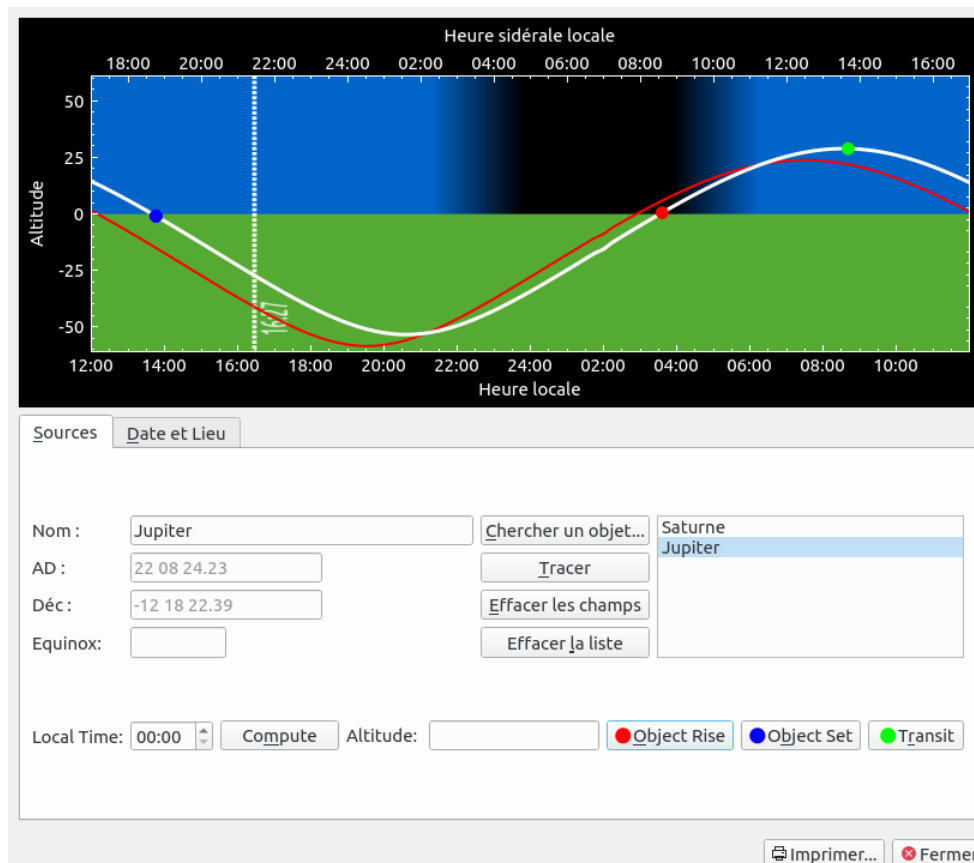 Heure sidérale locale
18:00 20:00 22:00 24:00 02:00 04:00 06:00 08:00 10:00 12:00 14:00 16:00
50
25
0
-25
-50
Altitude
16:27
12:00 14:00 16:00 18:00 20:00 22:00 24:00 02:00 04:00 06:00 08:00 10:00
Heure locale
Sources Date et Lieu
Nom : Jupiter Chercher un objet... Saturne
Jupiter
AD : 22 08 24.23 Tracer
Déc : -12 18 22.39 Effacer les champs
Equinox: Effacer la liste
Local Time: 00:00 Compute Altitude: Object Rise Object Set Transit
Imprimer... Fermer